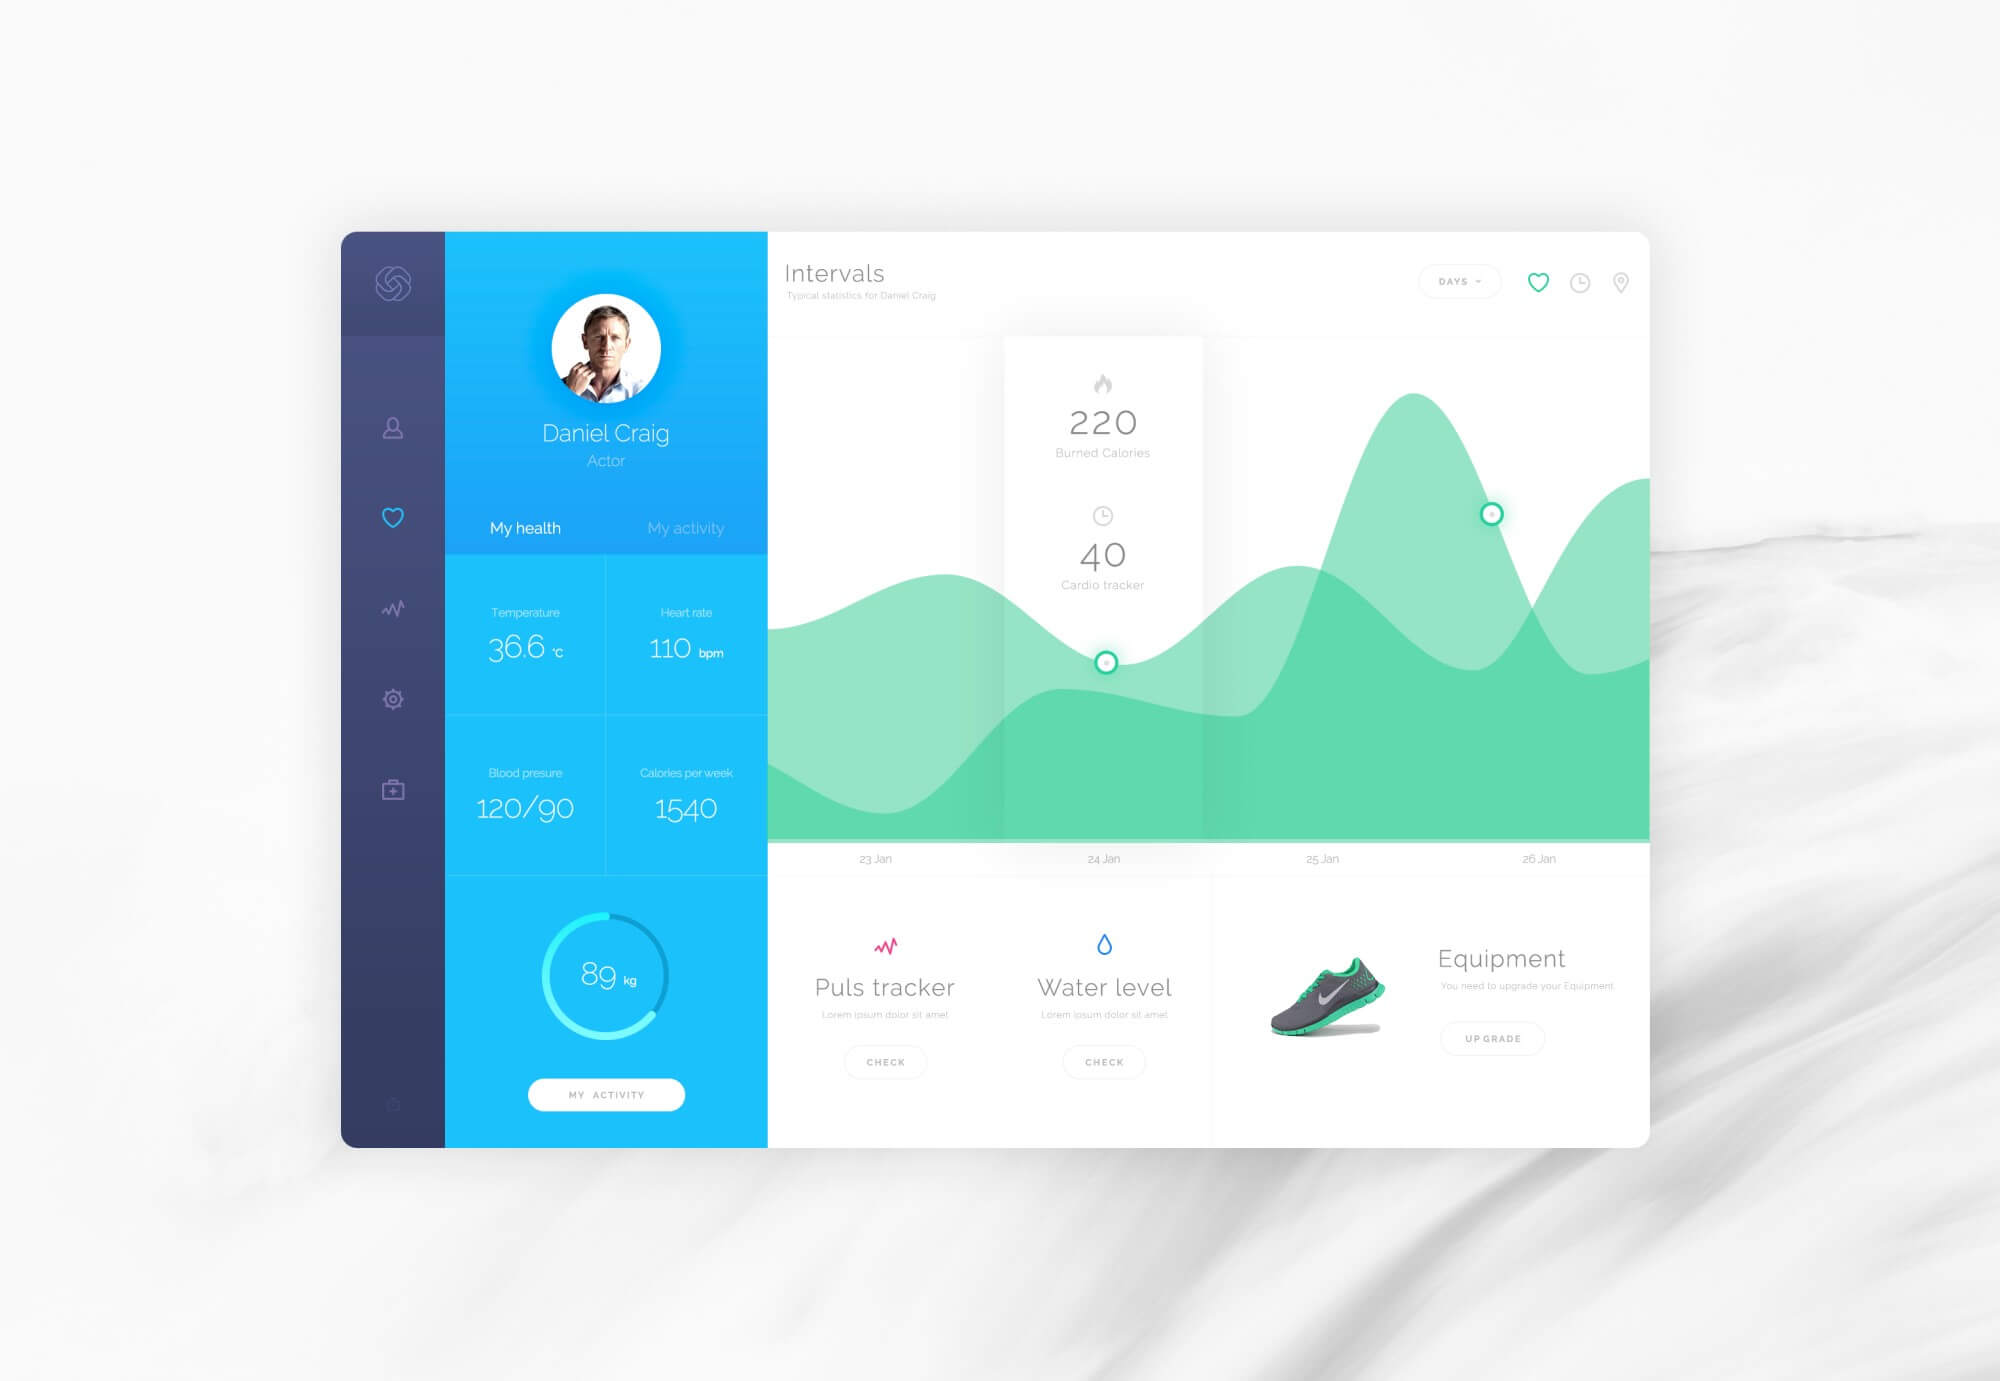 Daniel Craig
Actor
My health
My activity
Temperature
36.6 °C
Heart rate
110 bpm
Blood presure
120/90
Calories per week
1540
89 kg
MY ACTIVITY
Intervals
Typical statistics for Daniel Craig
DAYS
220
Burned Calories
40
Cardio tracker
23 Jan
24 Jan
25 Jan
26 Jan
Puls tracker
Lorem ipsum dolor sit amet
CHECK
Water level
Lorem ipsum dolor sit amet
CHECK
Equipment
You need to upgrade your Equipment
UPGRADE